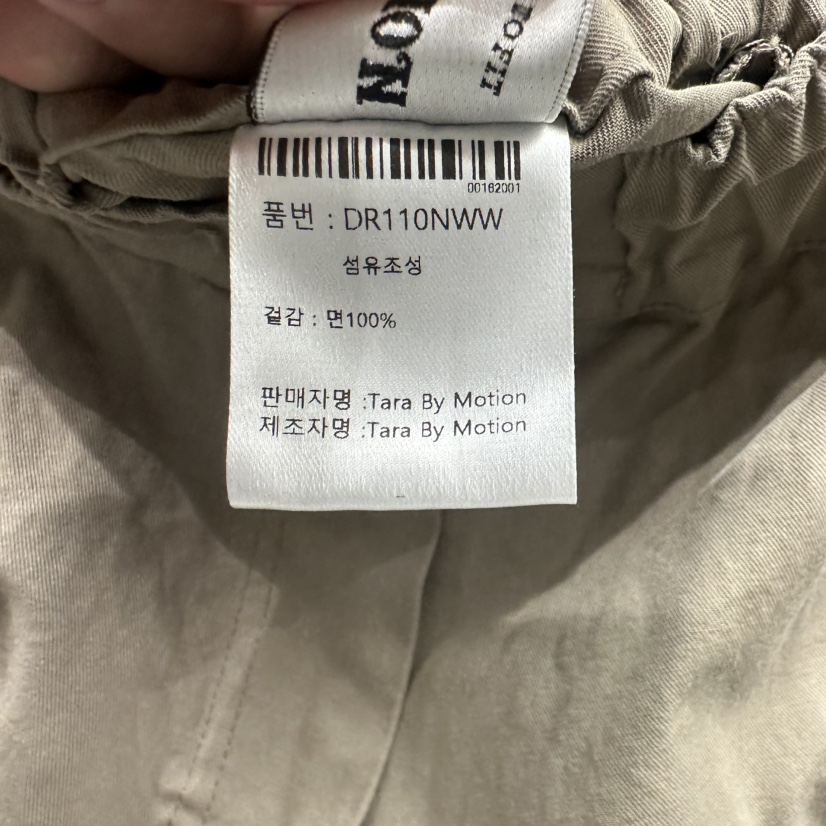 00162001
품번 : DR110NWW
섬유조성
겉감 : 면100%
판매자명 :Tara By Motion
제조자명 :Tara By Motion